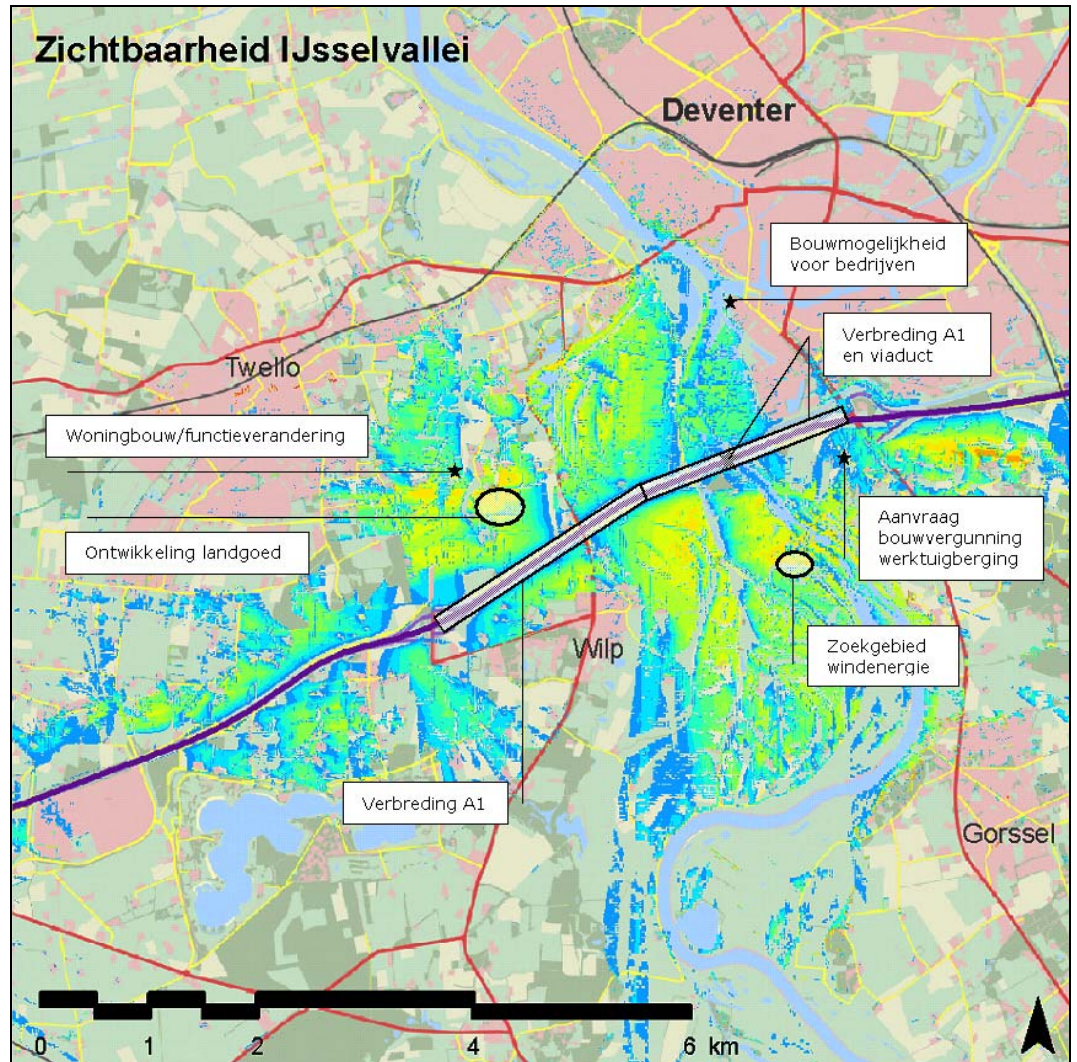 Zichtbaarheid IJsselvallei
Deventer
Bouwmogelijkheid
voor bedrijven
Verbreding A1
en viaduct
Twello
Woningbouw/functieverandering
Ontwikkeling landgoed
Aanvraag
bouwvergunning
werktuigberging
Wilp
Zoekgebied
windenergie
Verbreding A1
Gorssel
0 1 2 4 6 km